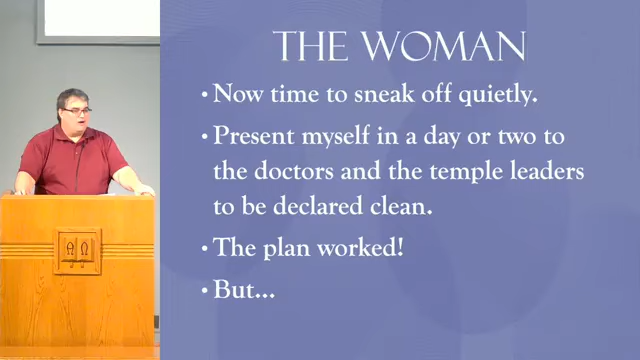 THE WOMAN
• Now time to sneak off quietly.
• Present myself in a day or two to
the doctors and the temple leaders
to be declared clean.
• The plan worked!
• But...
Α Ω